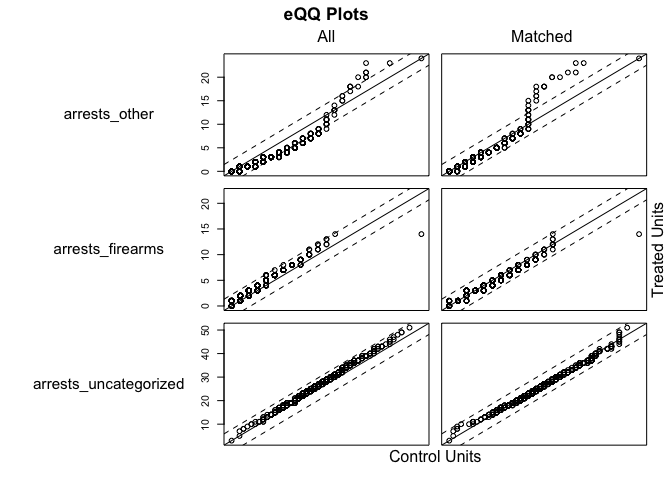 eQQ Plots
All
Matched
arrests_other
0
5
10
15
20
arrests_firearms
0
5
10
15
20
Treated Units
arrests_uncategorized
10
20
30
40
50
Control Units